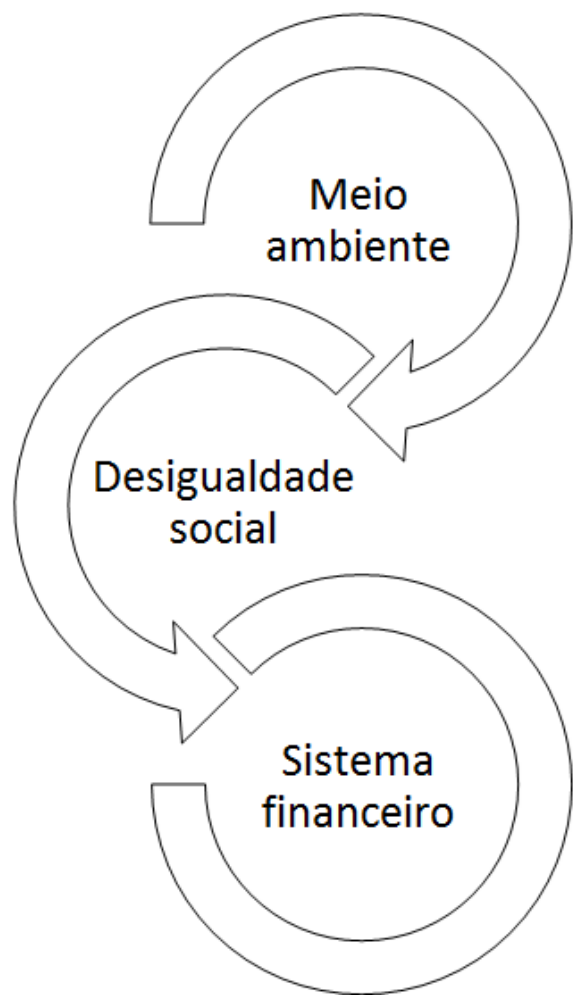 Meio
ambiente
Desigualdade
social
Sistema
financeiro